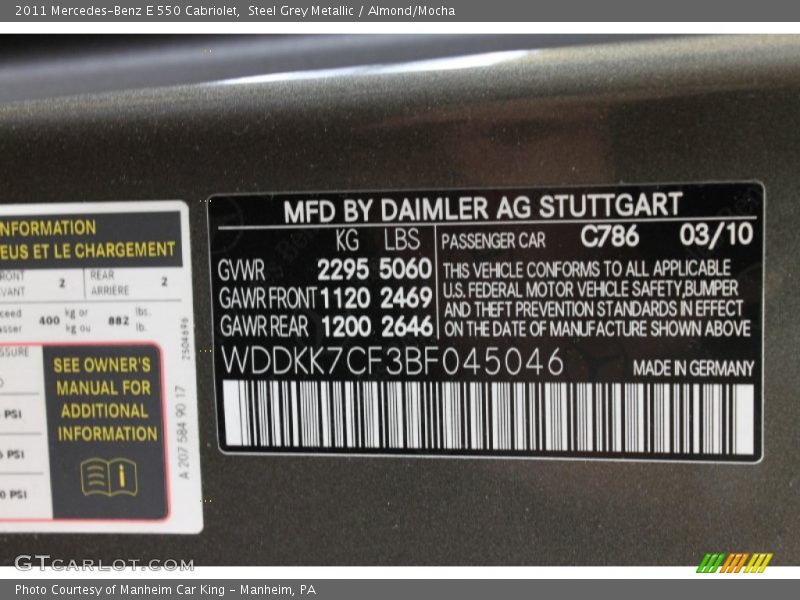 2011 Mercedes-Benz E 550 Cabriolet,  Steel Grey Metallic / Almond/Mocha
NFORMATION
EUS ET LE CHARGEMENT
2
REAR
ARRIÈRE
2
400
kg or
kg ou
882
lbs.
lb.
PSI
PSI
PSI
SEE OWNER'S
MANUAL FOR
ADDITIONAL
INFORMATION
2504696
A 207 584 90 17
MFD BY DAIMLER AG STUTTGART
KG LBS
GVWR 2295 5060
GAWR FRONT 1120 2469
GAWR REAR 1200 2646
PASSENGER CAR C786 03/10
THIS VEHICLE CONFORMS TO ALL APPLICABLE
U.S. FEDERAL MOTOR VEHICLE SAFETY,BUMPER
AND THEFT PREVENTION STANDARDS IN EFFECT
ON THE DATE OF MANUFACTURE SHOWN ABOVE
WDDKK7CF3BF045046
MADE IN GERMANY
GTCARLOT.COM
Photo Courtesy of Manheim Car King - Manheim, PA